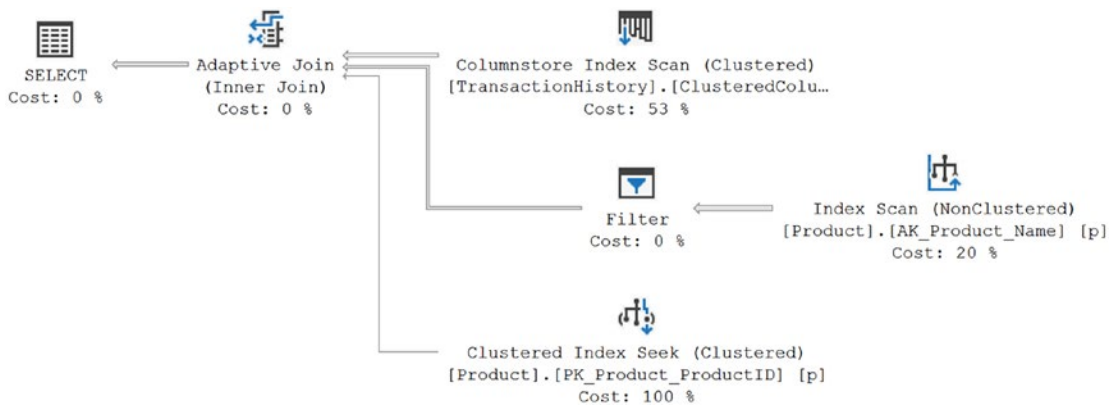 SELECT
Cost: 0 %
Adaptive Join
(Inner Join)
Cost: 0 %
Columnstore Index Scan (Clustered)
[TransactionHistory].[ClusteredColu…
Cost: 53 %
Filter
Cost: 0 %
Index Scan (NonClustered)
[Product].[AK_Product_Name] [p]
Cost: 20 %
Clustered Index Seek (Clustered)
[Product].[PK_Product_ProductID] [p]
Cost: 100 %